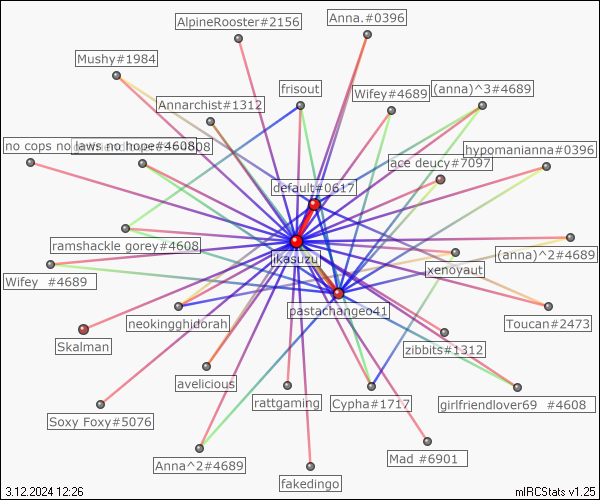 AlpineRooster#2156
Anna.#0396
Mushy#1984
frisout
Wifey#4689
(anna)^3#4689
Annarchist#1312
no cops no laws no hope#4608
hypomanianna#0396
ace deucy#7097
default#0617
ramshackle gorey#4608
ikasuzu
(anna)^2#4689
xenoyaut
Wifey #4689
pastachangeo41
neokingghidorah
Toucan#2473
Skalman
zibbits#1312
avelicious
rattgaming
Cypha#1717
girlfriendlover69 #4608
Soxy Foxy#5076
Anna^2#4689
Mad #6901
fakedingo
3.12.2024 12:26
mIRCStats v1.25